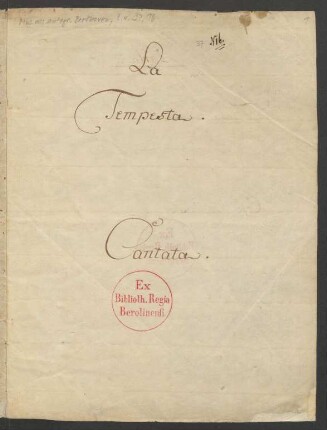 La
Tempesta.
Cantata.
Ex
Biblioth. Regia
Berolinensi.